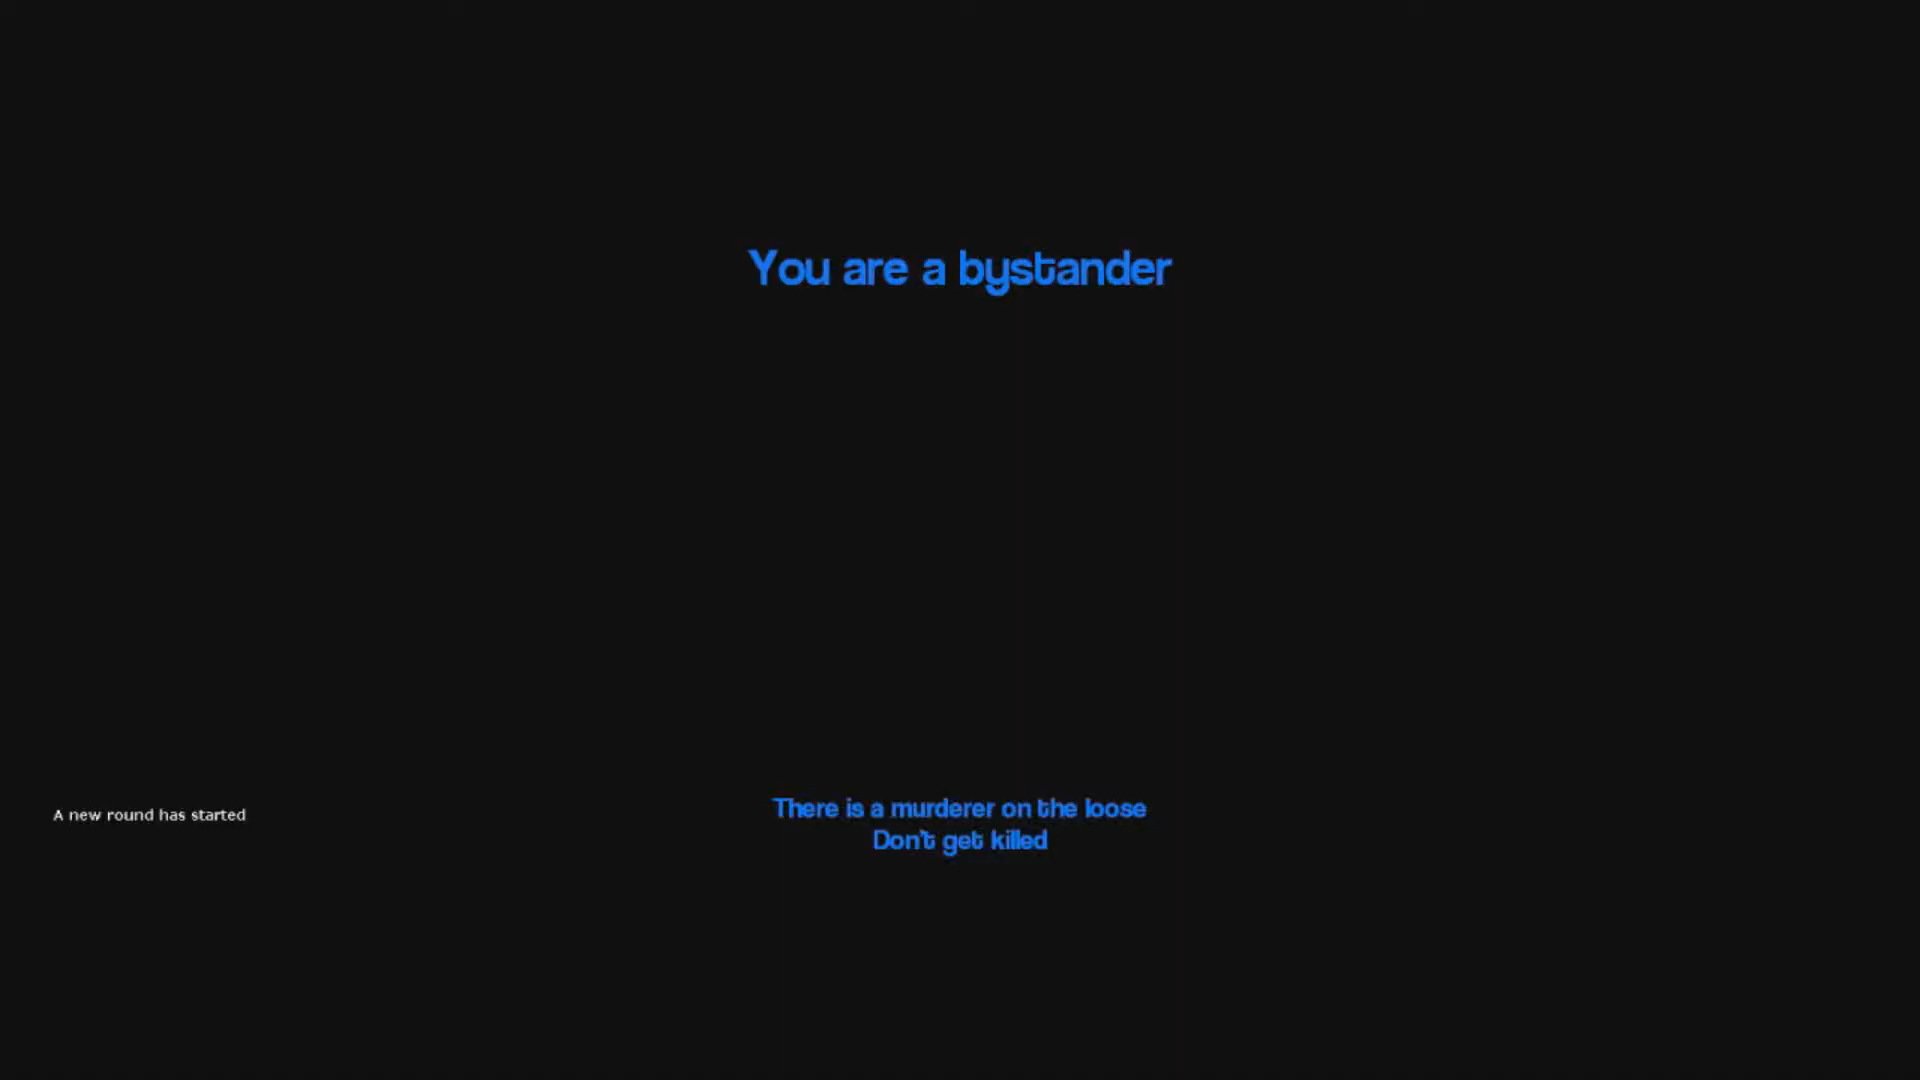 You are a bystander
There is a murderer on the loose
A new round has started
Don't get killed